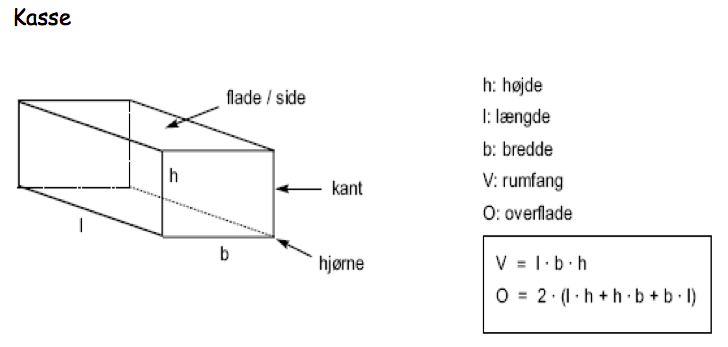 Kasse
flade / side
h
kant
l
b
hjørne
h: højde
l: længde
b: bredde
V: rumfang
O: overflade
V = l · b · h
O = 2 · (l · h + h · b + b · l)